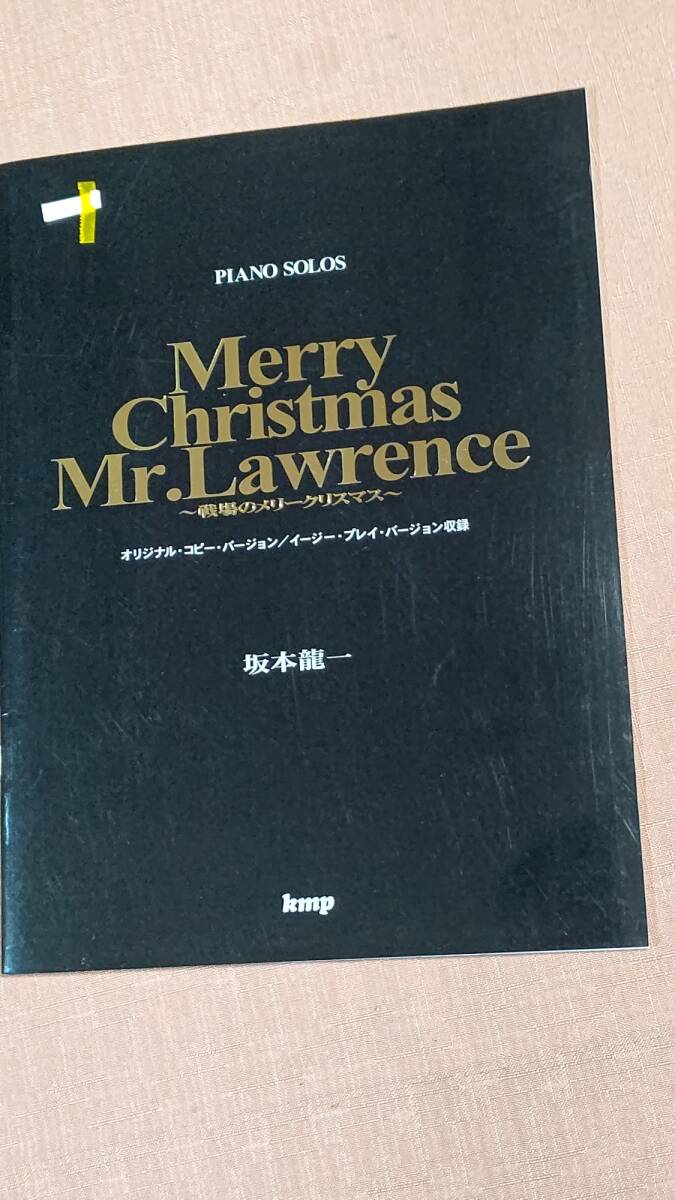 PIANO SOLOS
Merry
Christmas
Mr.Lawrence
～戦場のメリークリスマス～
オリジナル・コピー・バージョン／イージー・プレイ・バージョン収録
坂本龍一
kmp